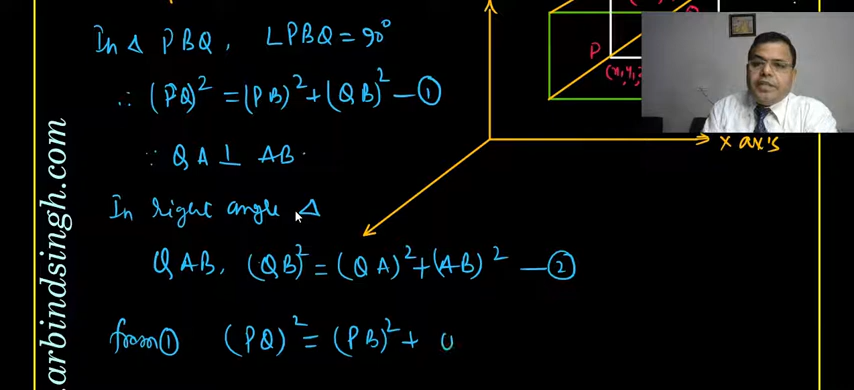 In Δ PBQ, ∠PBQ = 90°
∴ (PQ)² = (PB)² + (QB)² — ①
∵ QA ⊥ AB.
In right angle Δ
QAB, (QB)² = (QA)² + (AB)² — ②
from ① (PQ)² = (PB)² +
P
x axis
arbindsingh.com